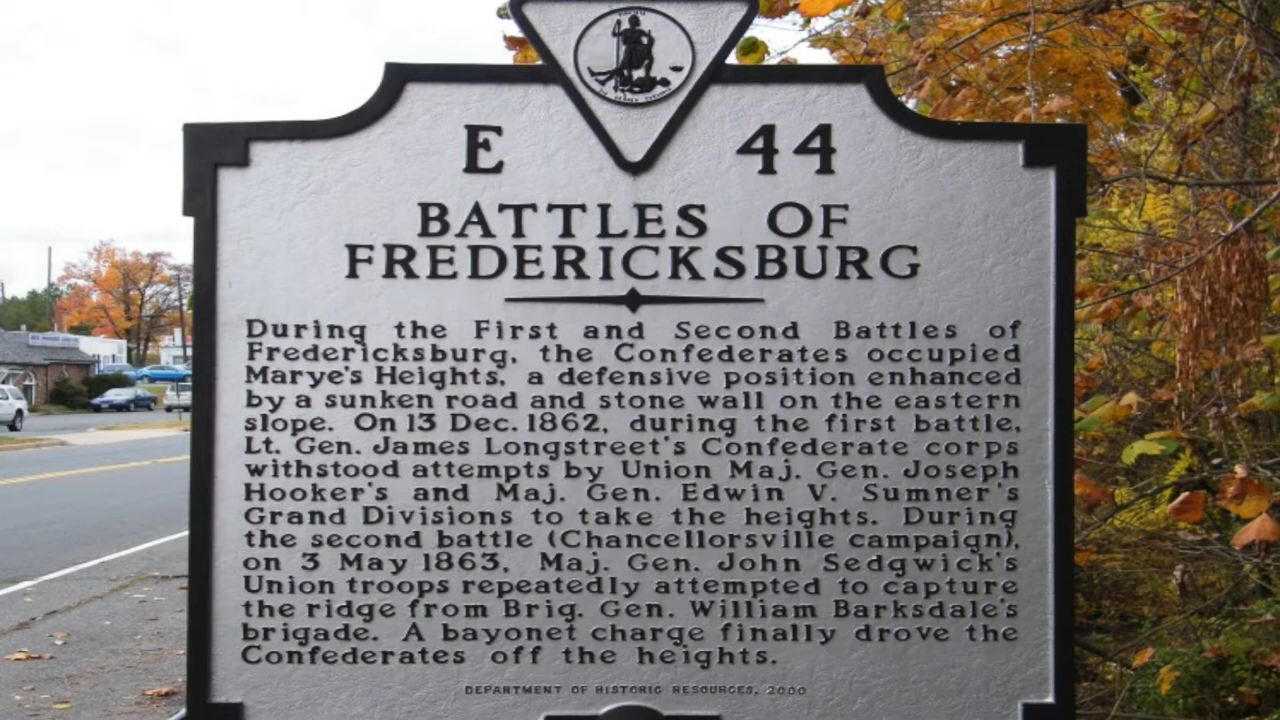 E 44
BATTLES OF
FREDERICKSBURG
During the First and Second Battles of
Fredericksburg, the Confederates occupied
Marye's Heights, a defensive position enhanced
by a sunken road and stone wall on the eastern
slope. On 13 Dec. 1862, during the first battle,
Lt. Gen. James Longstreet's Confederate corps
withstood attempts by Union Maj. Gen. Joseph
Hooker's and Maj. Gen. Edwin V. Sumner's
Grand Divisions to take the heights. During
the second battle (Chancellorsville campaign),
on 3 May 1863, Maj. Gen. John Sedgwick's
Union troops repeatedly attempted to capture
the ridge from Brig. Gen. William Barksdale's
brigade. A bayonet charge finally drove the
Confederates off the heights.
DEPARTMENT OF HISTORIC RESOURCES, 2000